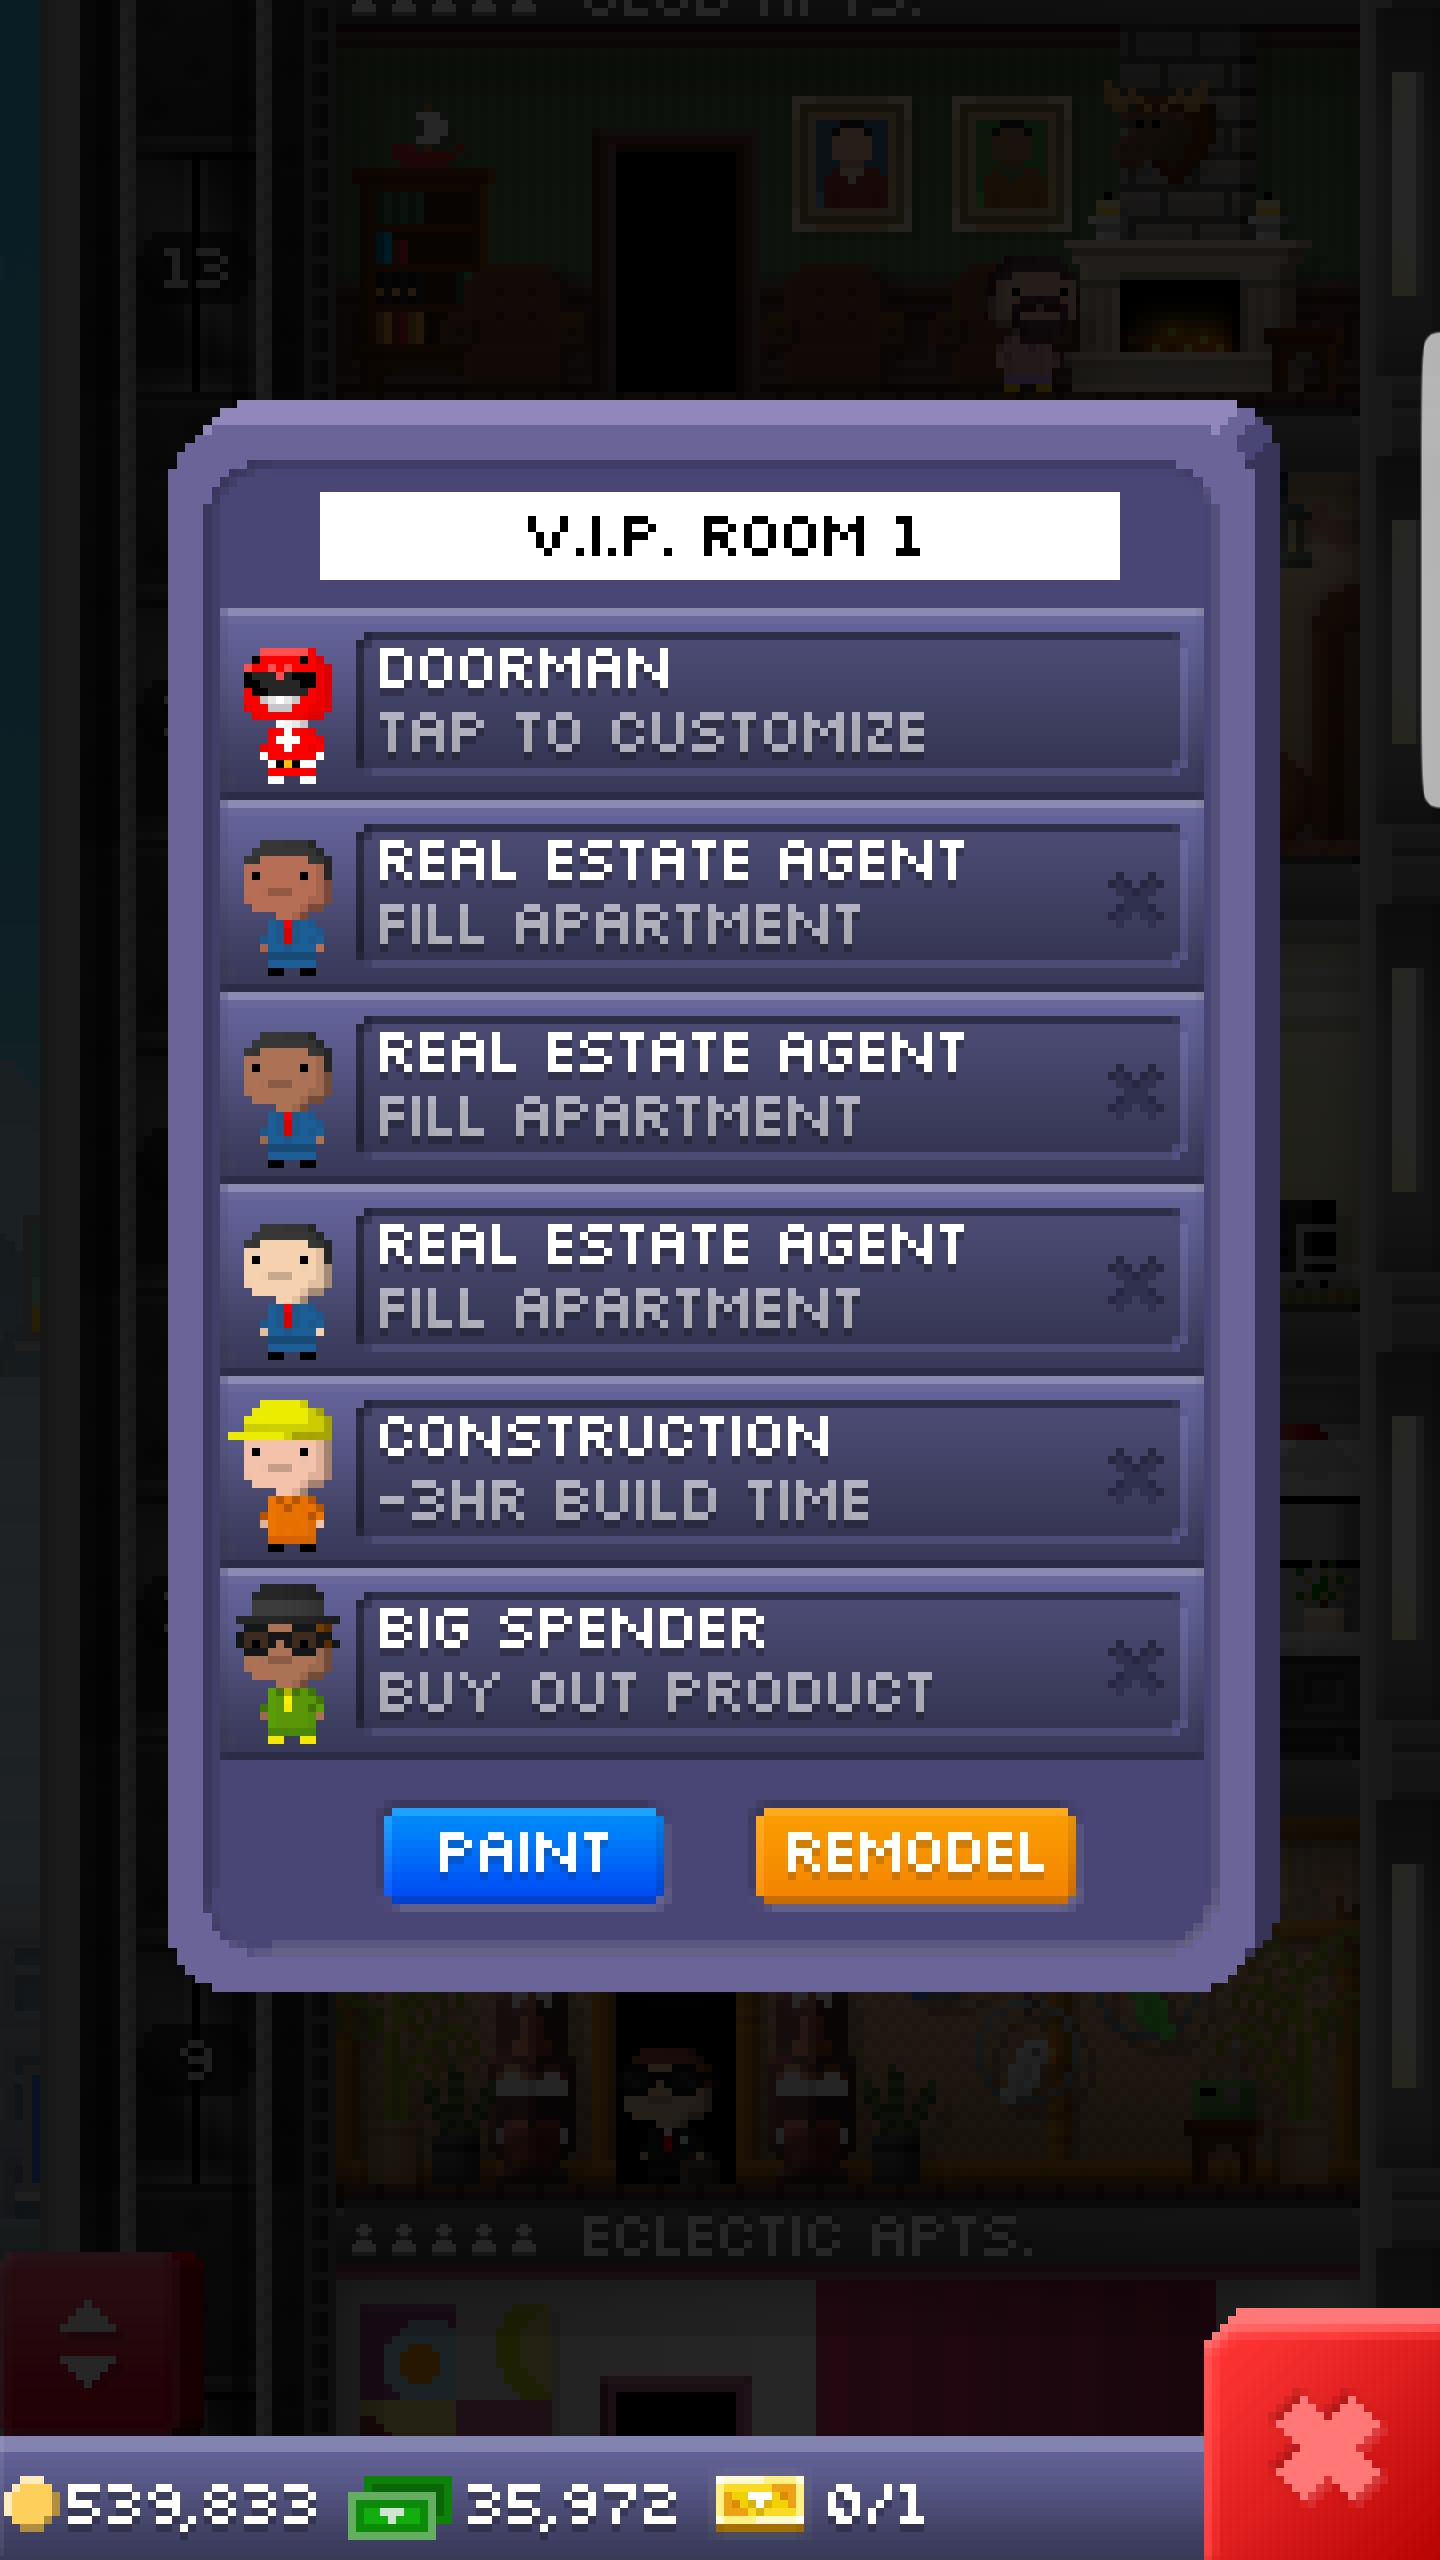 13
V.I.P. ROOM 1
DOORMAN
TAP TO CUSTOMIZE
REAL ESTATE AGENT
FILL APARTMENT
REAL ESTATE AGENT
FILL APARTMENT
REAL ESTATE AGENT
FILL APARTMENT
CONSTRUCTION
-3HR BUILD TIME
BIG SPENDER
BUY OUT PRODUCT
PAINT REMODEL
9
ECLECTIC APTS.
539,833 35,972 0/1